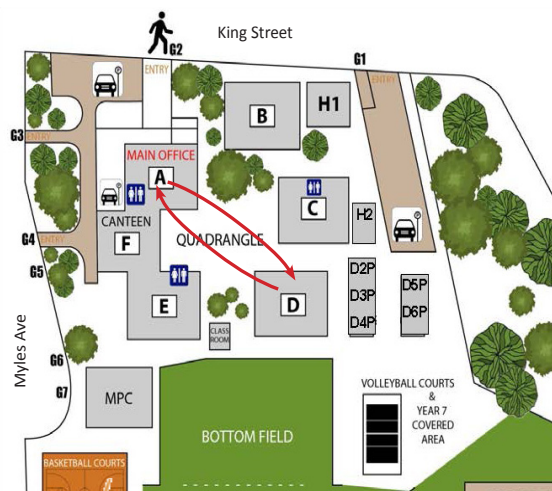 King Street
G2
G1
ENTRY
ENTRY
B
H1
G3
ENTRY
MAIN OFFICE
A
C
CANTEEN
H2
F
QUADRANGLE
G4
ENTRY
G5
D2P
D5P
D3P
E
D
D6P
D4P
CLASS
ROOM
Myles Ave
G6
G7
MPC
VOLLEYBALL COURTS
&
YEAR 7
COVERED
AREA
BOTTOM FIELD
BASKETBALL COURTS